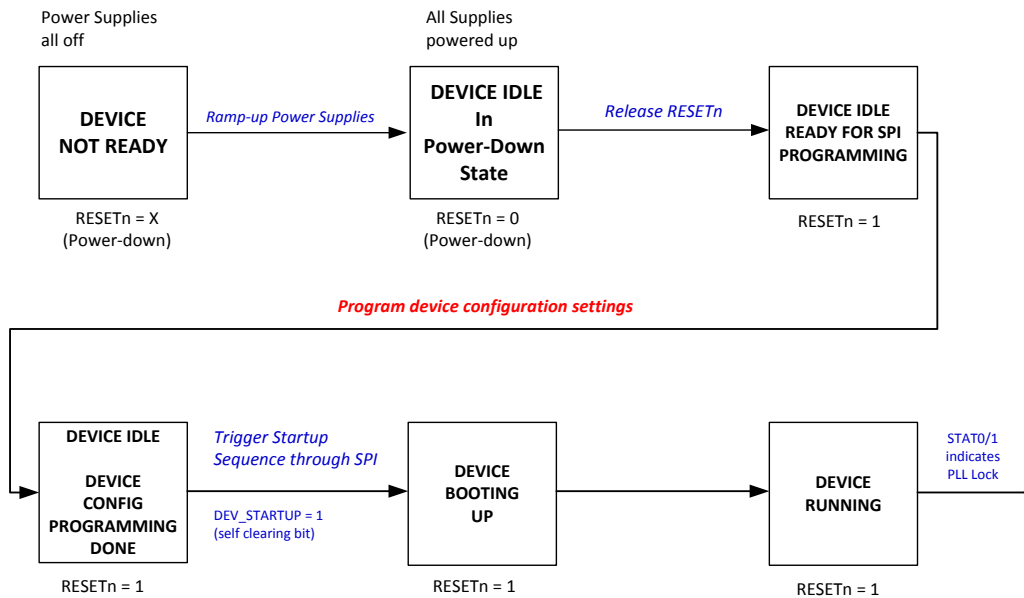 Power Supplies
all off
All Supplies
powered up
DEVICE
NOT READY
Ramp-up Power Supplies
DEVICE IDLE
In
Power-Down
State
Release RESETn
DEVICE IDLE
READY FOR SPI
PROGRAMMING
RESETn = X
(Power-down)
RESETn = 0
(Power-down)
RESETn = 1
Program device configuration settings
DEVICE IDLE
DEVICE
CONFIG
PROGRAMMING
DONE
Trigger Startup
Sequence through SPI
DEV_STARTUP = 1
(self clearing bit)
DEVICE
BOOTING
UP
DEVICE
RUNNING
STAT0/1
indicates
PLL Lock
RESETn = 1
RESETn = 1
RESETn = 1